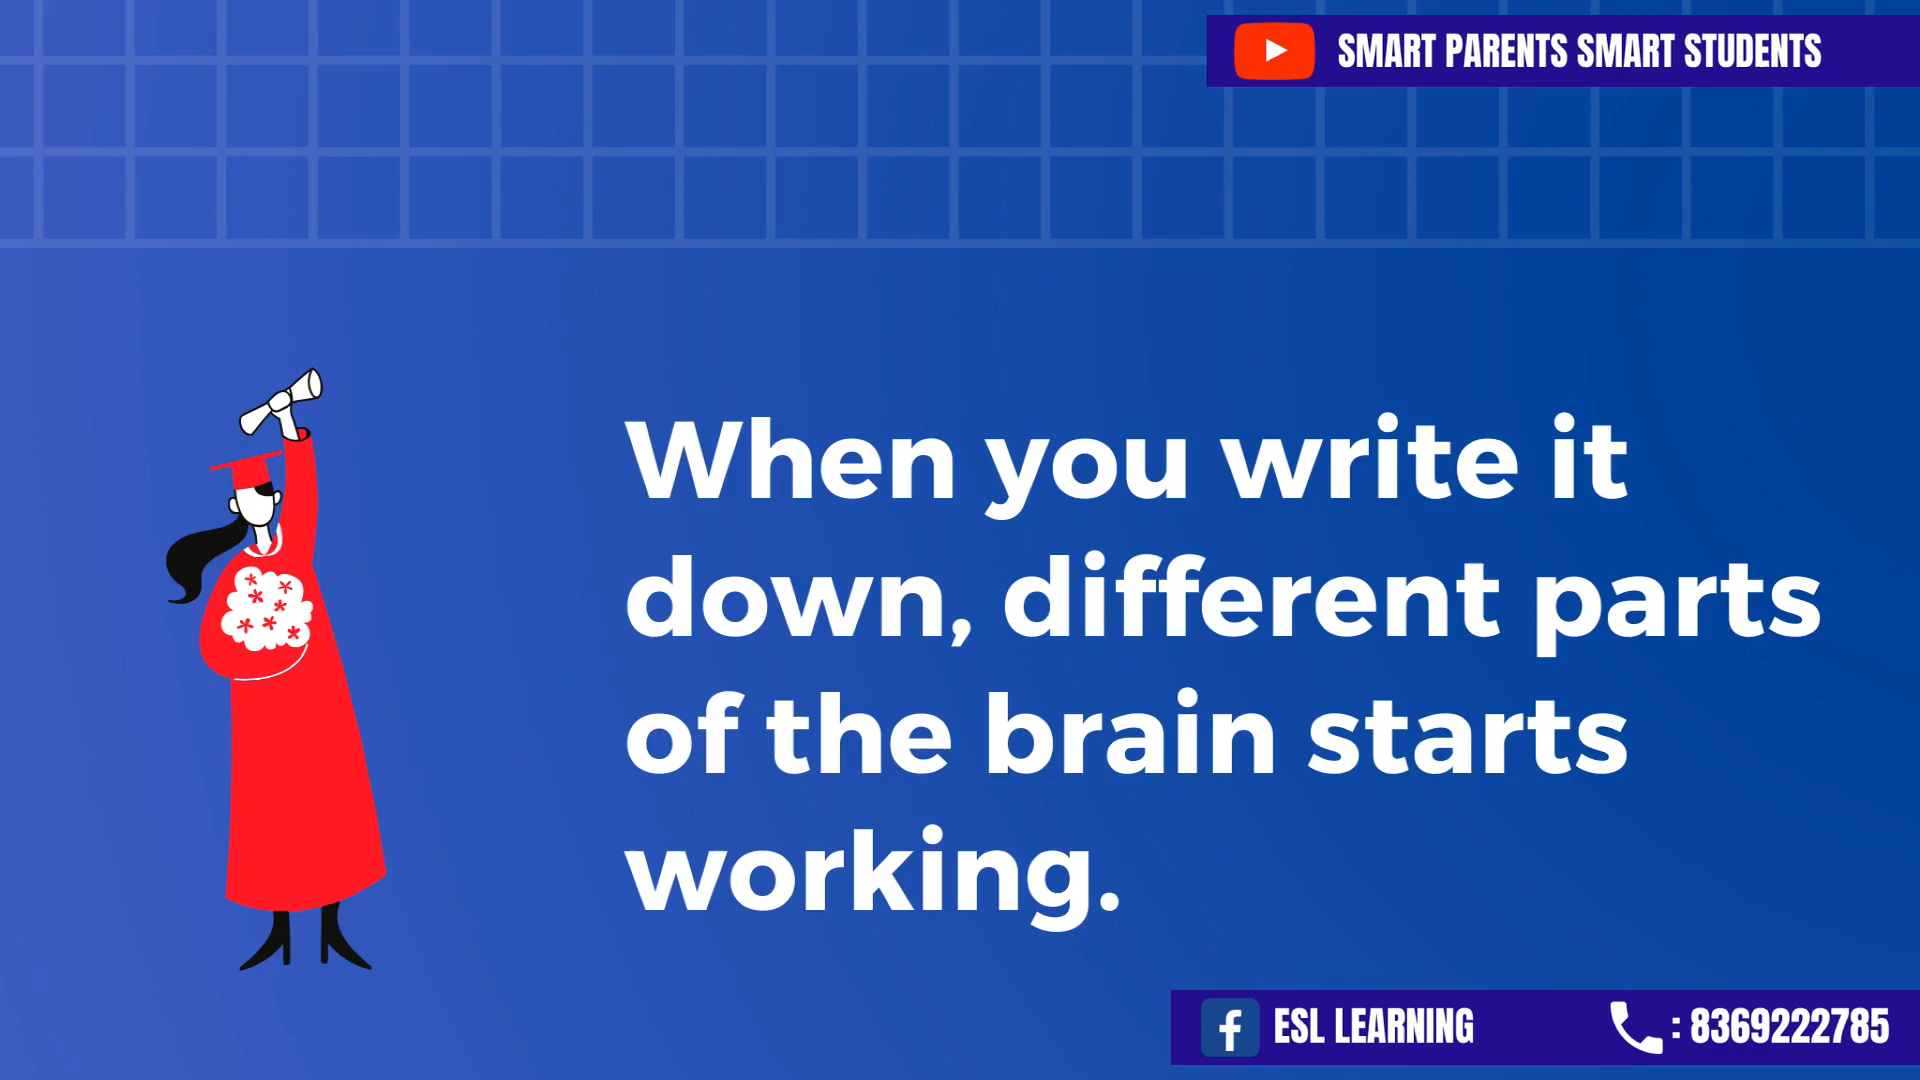 SMART PARENTS SMART STUDENTS
When you write it
down, different parts
of the brain starts
working.
ESL LEARNING
: 8369222785